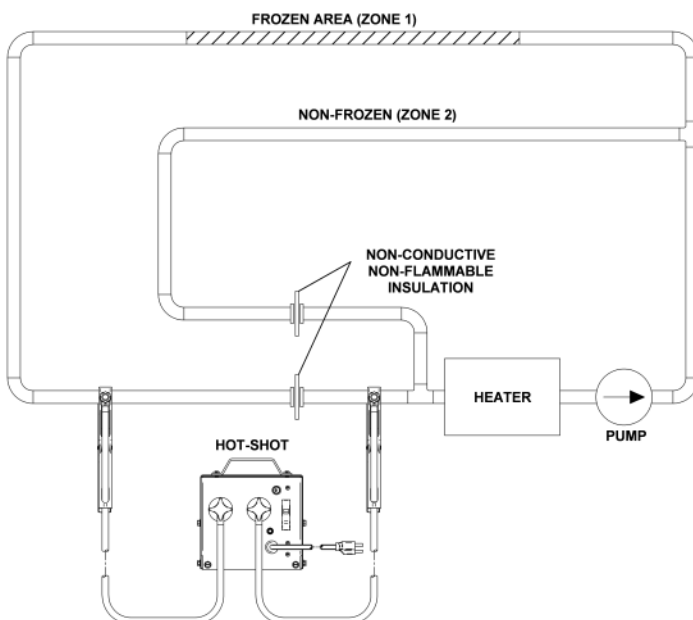 FROZEN AREA (ZONE 1)
NON-FROZEN (ZONE 2)
NON-CONDUCTIVE
NON-FLAMMABLE
INSULATION
HEATER
PUMP
HOT-SHOT